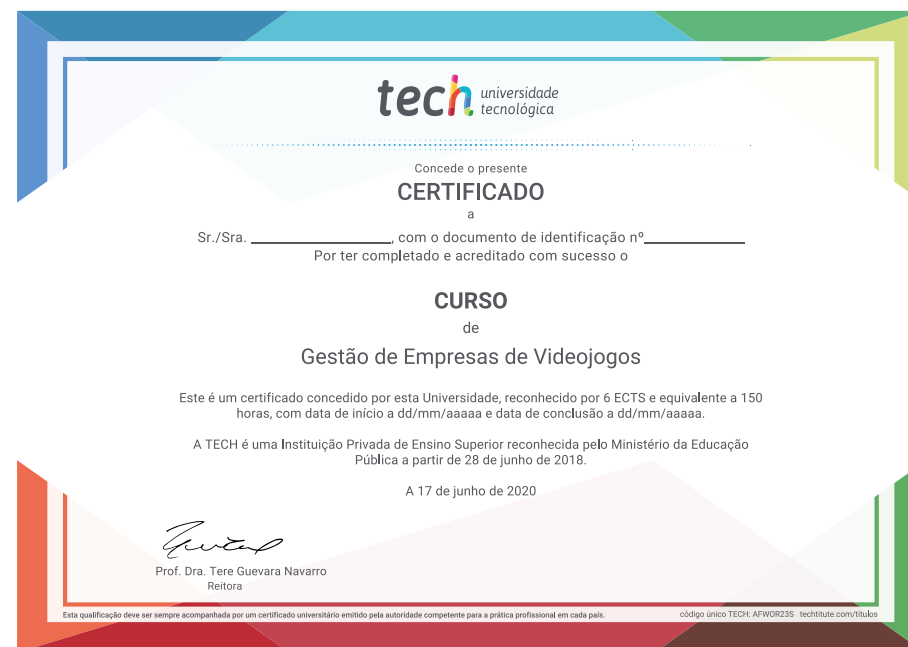 tech universidade
tecnológica
Concede o presente
CERTIFICADO
a
Sr./Sra. ____________________, com o documento de identificação nº______________
Por ter completado e acreditado com sucesso o
CURSO
de
Gestão de Empresas de Videojogos
Este é um certificado concedido por esta Universidade, reconhecido por 6 ECTS e equivalente a 150
horas, com data de início a dd/mm/aaaaa e data de conclusão a dd/mm/aaaaa.
A TECH é uma Instituição Privada de Ensino Superior reconhecida pelo Ministério da Educação
Pública a partir de 28 de junho de 2018.
A 17 de junho de 2020
Prof. Dra. Tere Guevara Navarro
Reitora
Esta qualificação deve ser sempre acompanhada por um certificado universitário emitido pela autoridade competente para a prática profissional em cada país.
código único TECH: AFWOR23S techtitute.com/titulos